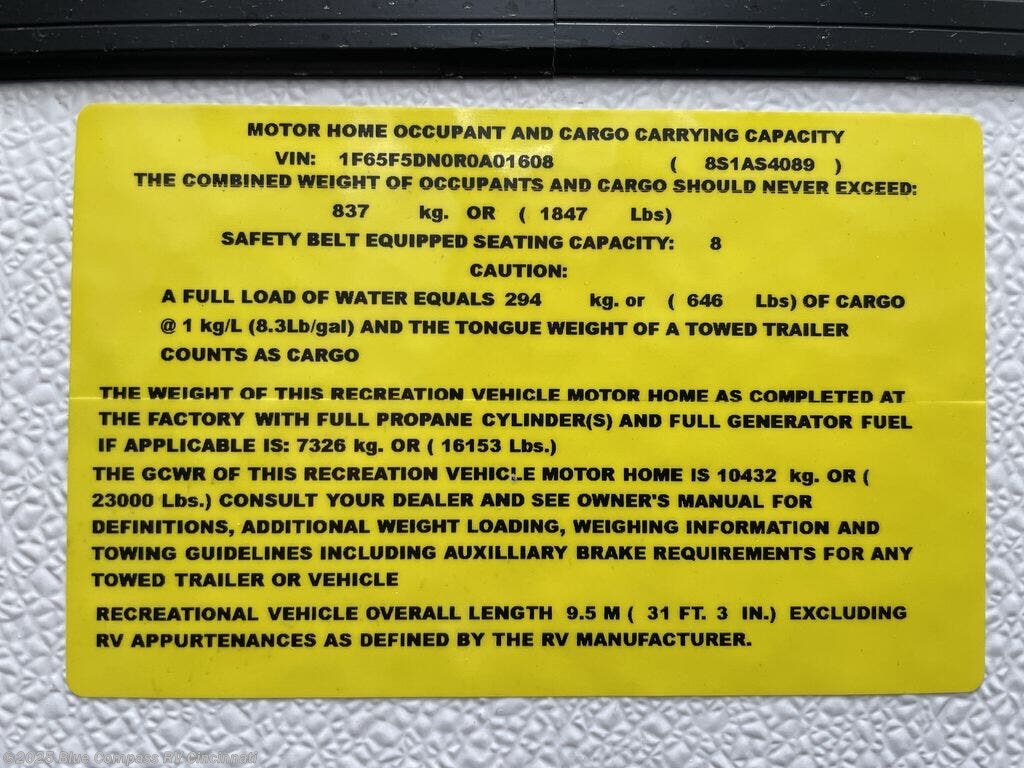 MOTOR HOME OCCUPANT AND CARGO CARRYING CAPACITY
VIN: 1F65F5DN0R0A01608 ( 8S1AS4089 )
THE COMBINED WEIGHT OF OCCUPANTS AND CARGO SHOULD NEVER EXCEED:
837 kg. OR ( 1847 Lbs)
SAFETY BELT EQUIPPED SEATING CAPACITY: 8
CAUTION:
A FULL LOAD OF WATER EQUALS 294 kg. or ( 646 Lbs) OF CARGO
@ 1 kg/L (8.3Lb/gal) AND THE TONGUE WEIGHT OF A TOWED TRAILER
COUNTS AS CARGO
THE WEIGHT OF THIS RECREATION VEHICLE MOTOR HOME AS COMPLETED AT
THE FACTORY WITH FULL PROPANE CYLINDER(S) AND FULL GENERATOR FUEL
IF APPLICABLE IS: 7326 kg. OR ( 16153 Lbs.)
THE GCWR OF THIS RECREATION VEHICLE MOTOR HOME IS 10432 kg. OR (
23000 Lbs.) CONSULT YOUR DEALER AND SEE OWNER'S MANUAL FOR
DEFINITIONS, ADDITIONAL WEIGHT LOADING, WEIGHING INFORMATION AND
TOWING GUIDELINES INCLUDING AUXILLIARY BRAKE REQUIREMENTS FOR ANY
TOWED TRAILER OR VEHICLE
RECREATIONAL VEHICLE OVERALL LENGTH 9.5 M ( 31 FT. 3 IN.) EXCLUDING
RV APPURTENANCES AS DEFINED BY THE RV MANUFACTURER.
©2025 Blue Compass RV Cincinnati